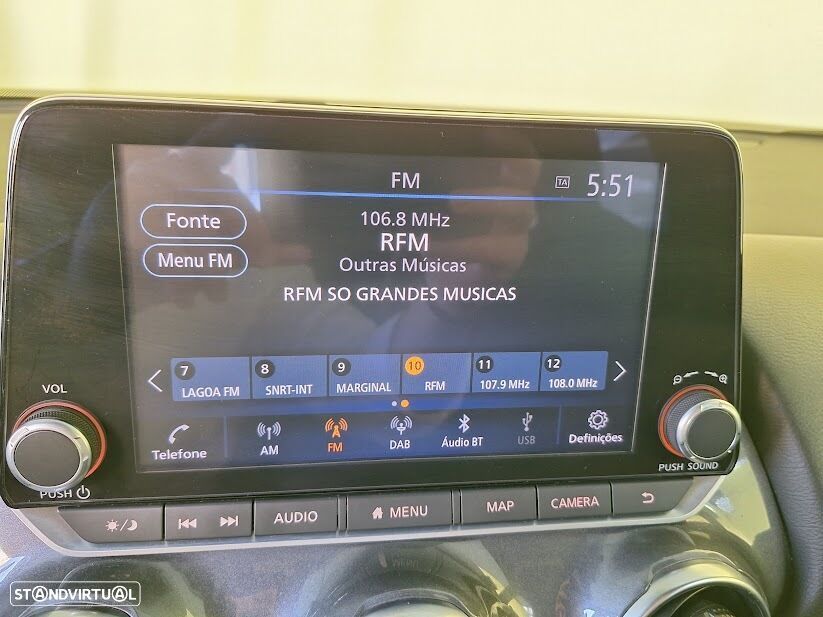 FM
TA 5:51
Fonte
106.8 MHz
RFM
Menu FM
Outras Músicas
RFM SO GRANDES MUSICAS
7 8 9 10 11 12
LAGOA FM SNRT-INT MARGINAL RFM 107.9 MHz 108.0 MHz
VOL
Telefone AM FM DAB Áudio BT USB Definições
PUSH
PUSH SOUND
AUDIO MENU MAP CAMERA
STANDVIRTUAL